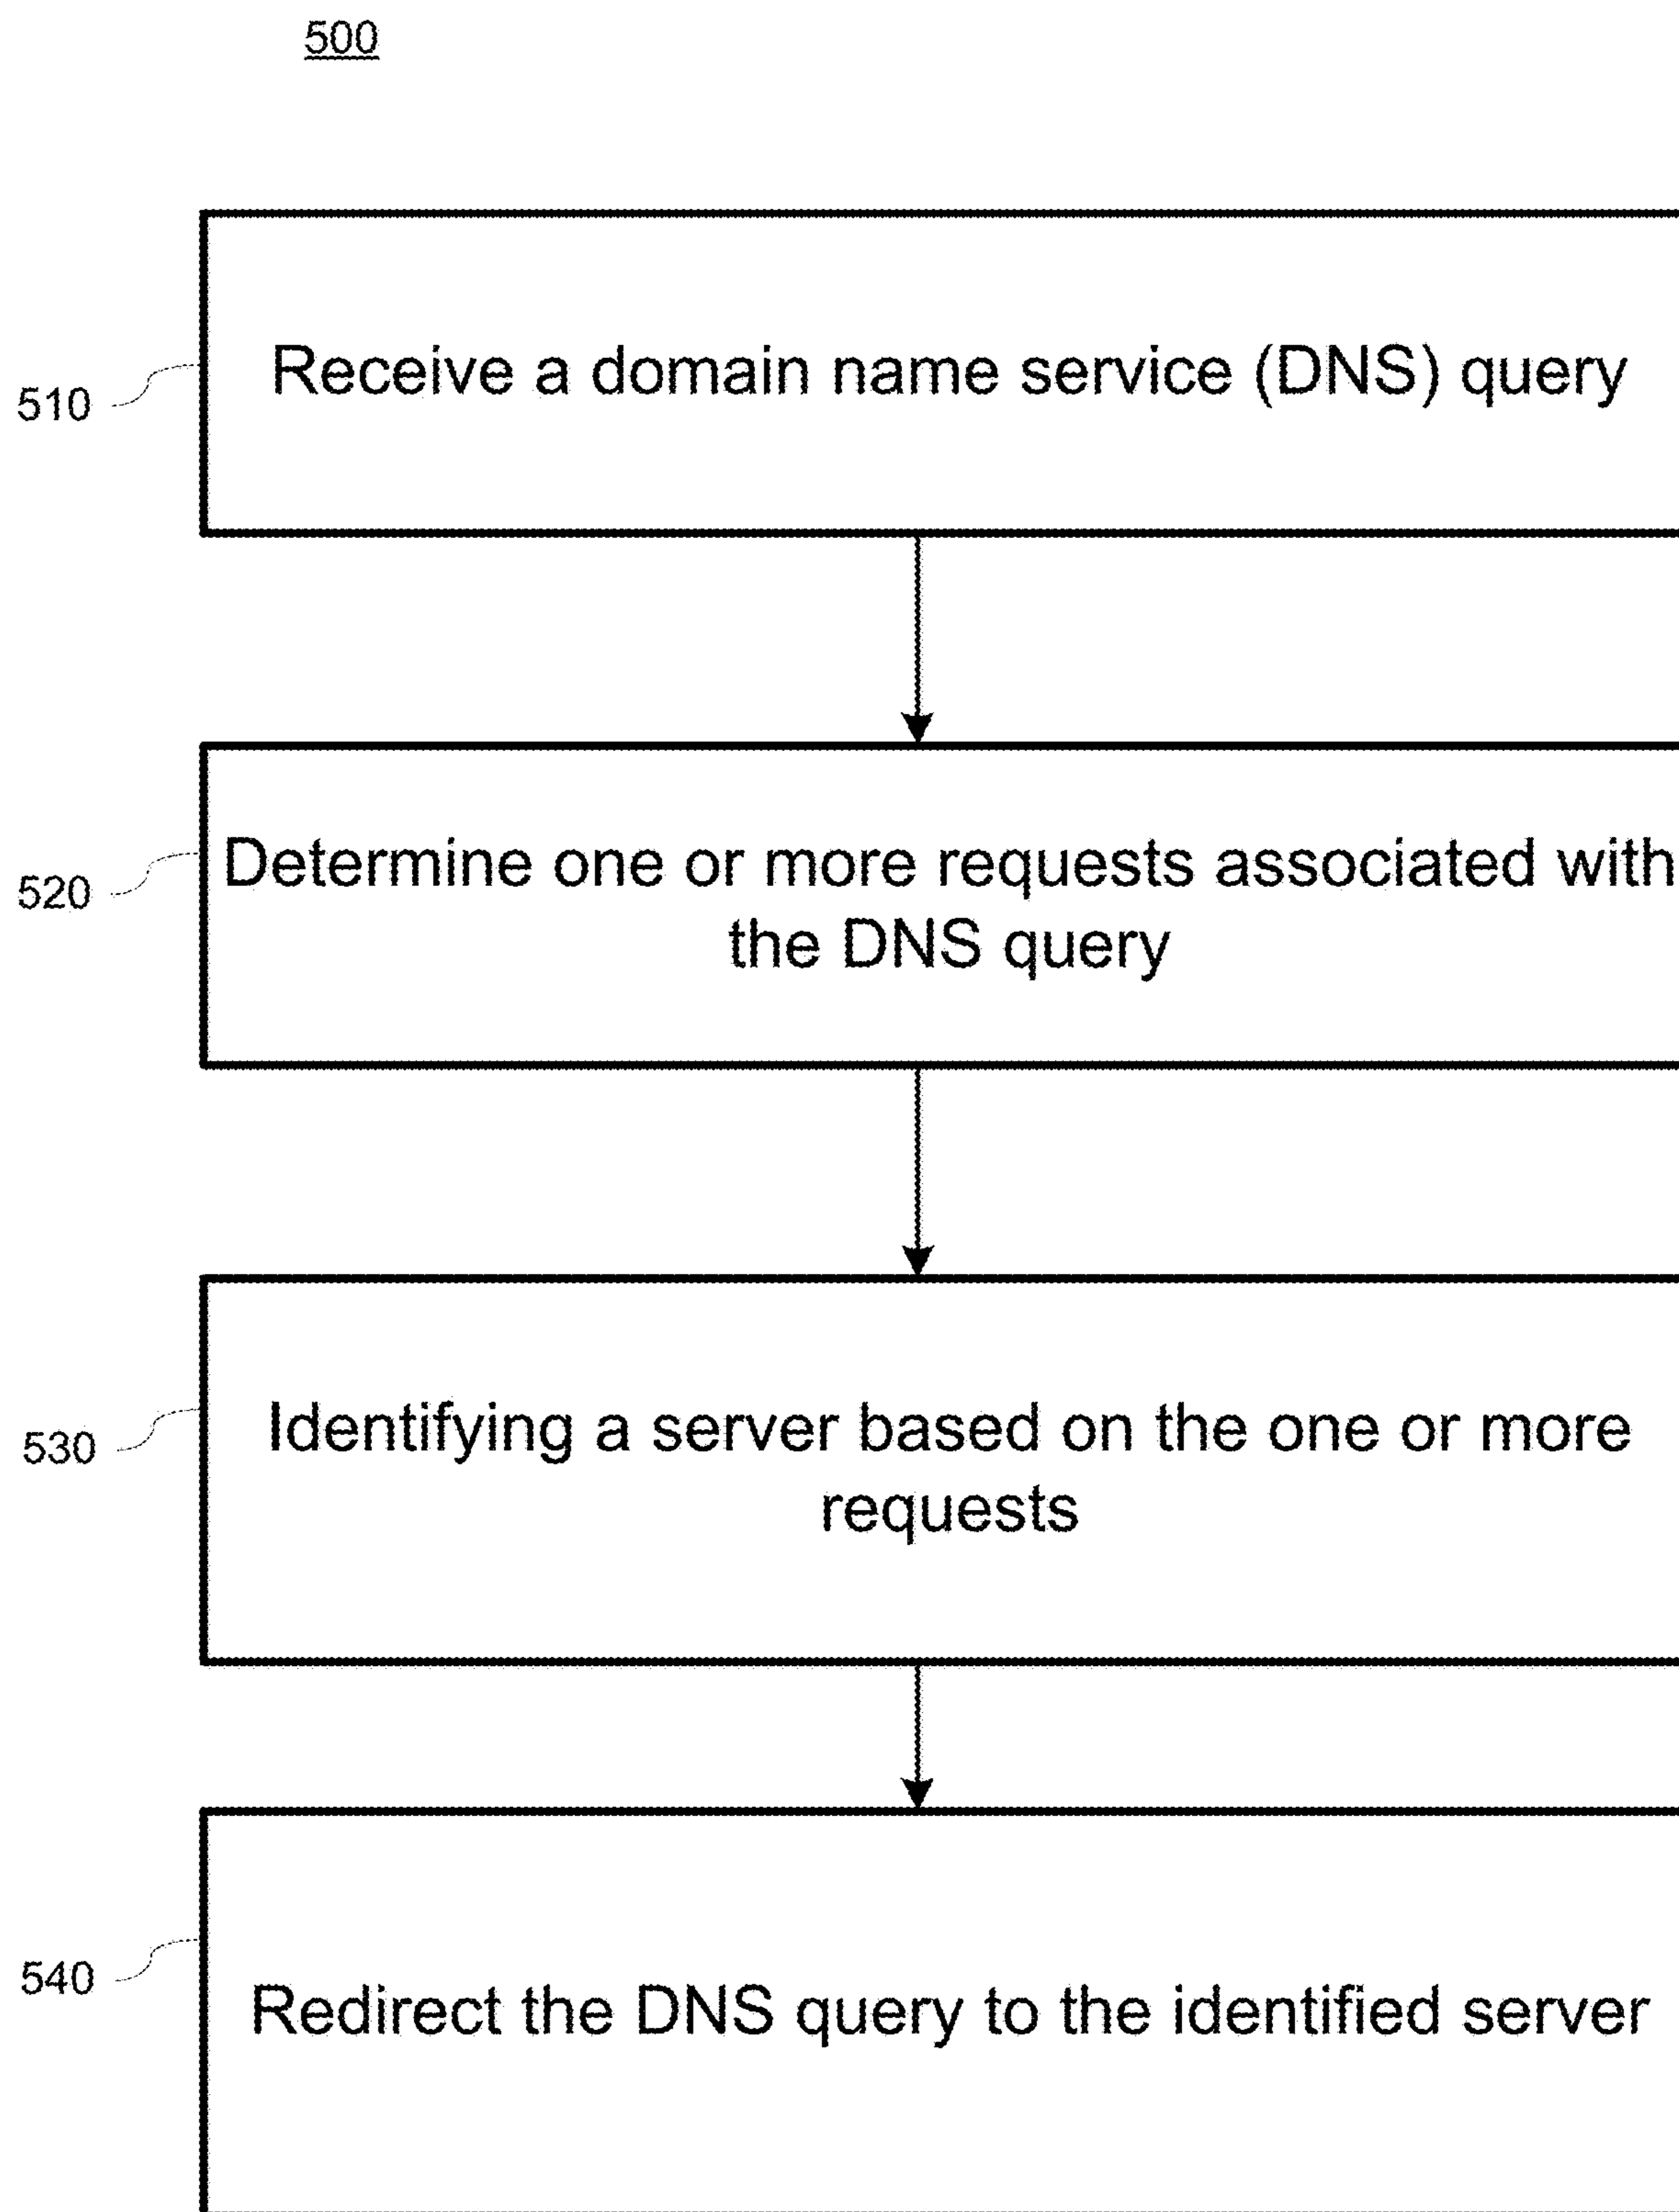 500
510
Receive a domain name service (DNS) query
520
Determine one or more requests associated with
the DNS query
530
Identifying a server based on the one or more
requests
540
Redirect the DNS query to the identified server